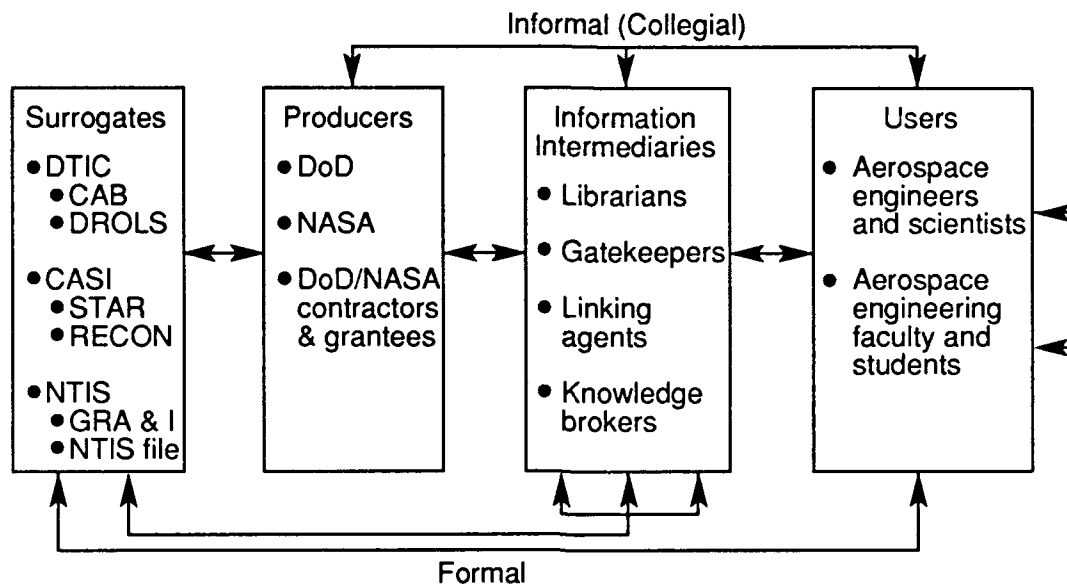 Informal (Collegial)
Surrogates
● DTIC
● CAB
● DROLS
● CASI
● STAR
● RECON
● NTIS
● GRA & I
● NTIS file
Producers
● DoD
● NASA
● DoD/NASA
contractors
& grantees
Information
Intermediaries
● Librarians
● Gatekeepers
● Linking
agents
● Knowledge
brokers
Users
● Aerospace
engineers
and scientists
● Aerospace
engineering
faculty and
students
Formal